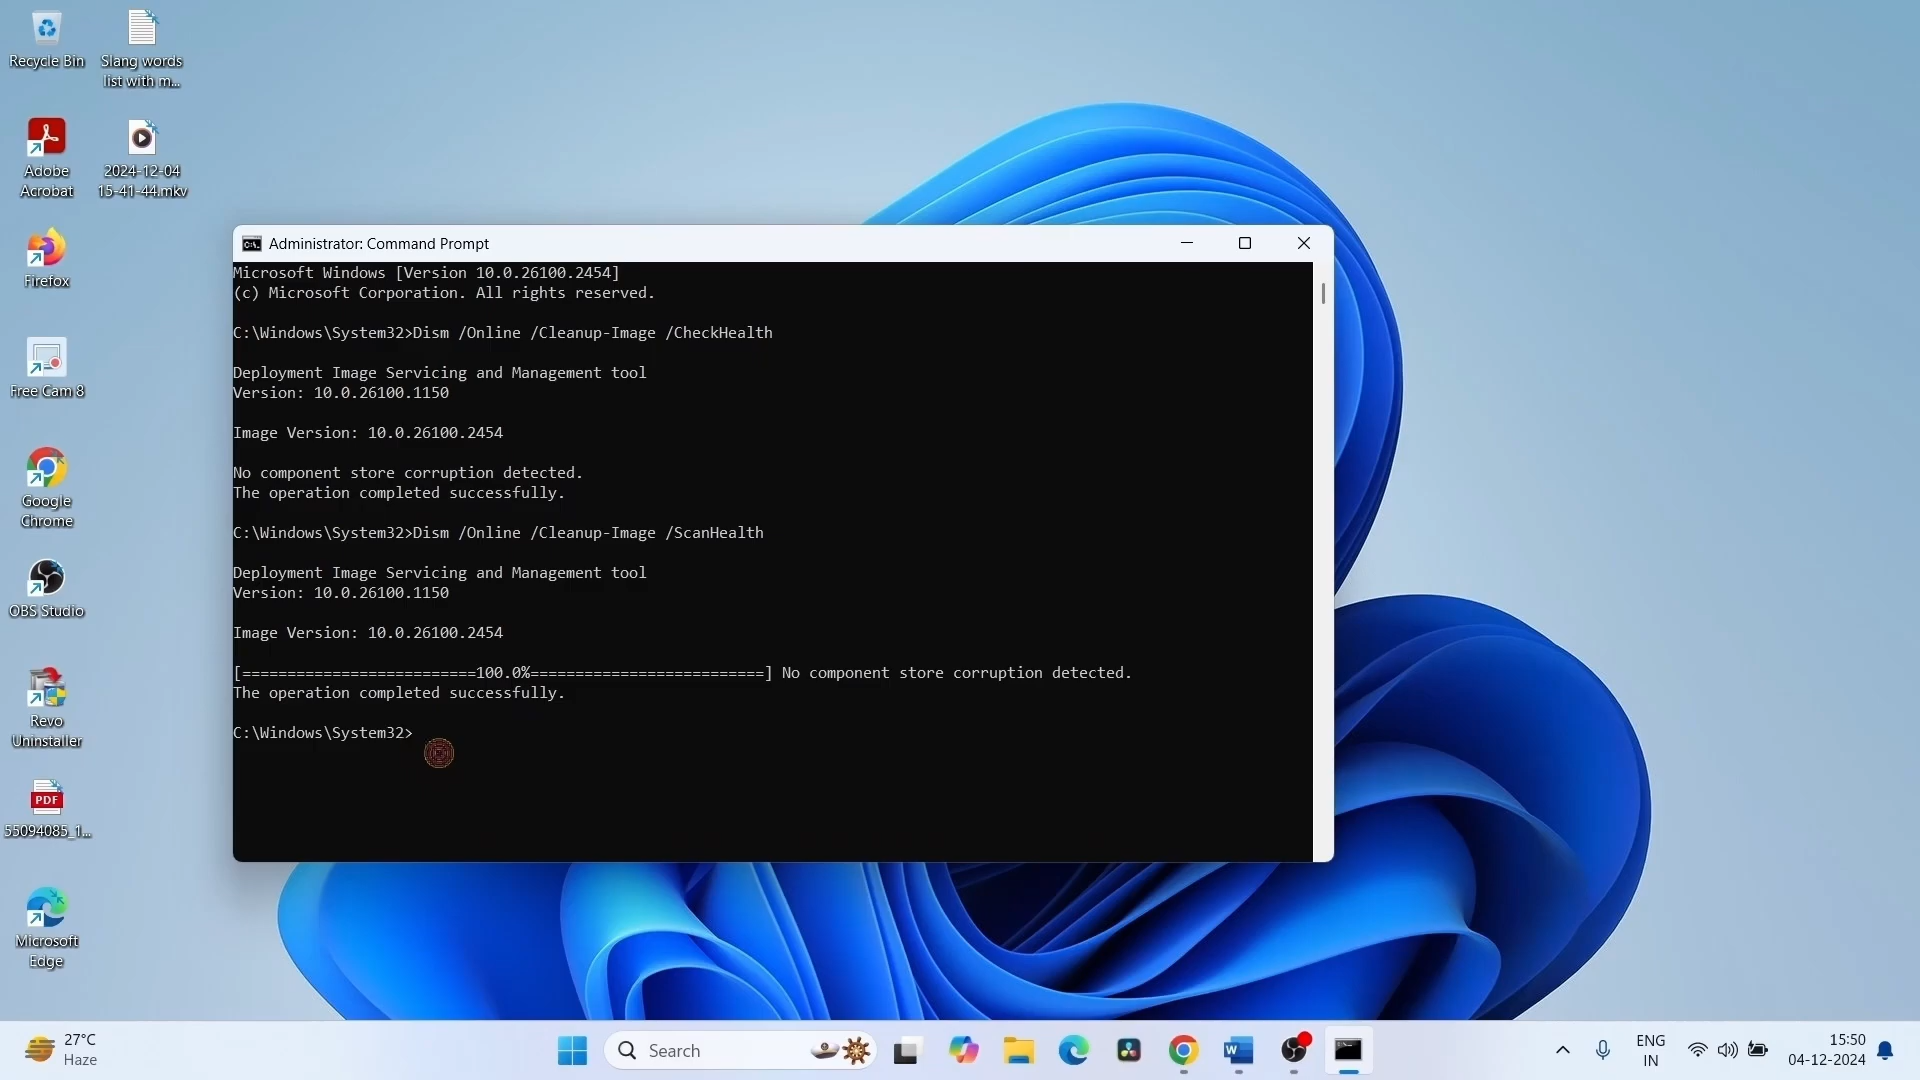 Recycle Bin
Slang words
list with m...
Adobe
Acrobat
2024-12-04
15-41-44.mkv
Firefox
Free Cam 8
Google
Chrome
OBS Studio
Revo
Uninstaller
PDF
55094085_1...
Microsoft
Edge
Administrator: Command Prompt
Microsoft Windows [Version 10.0.26100.2454]
(c) Microsoft Corporation. All rights reserved.
C:\Windows\System32>Dism /Online /Cleanup-Image /CheckHealth
Deployment Image Servicing and Management tool
Version: 10.0.26100.1150
Image Version: 10.0.26100.2454
No component store corruption detected.
The operation completed successfully.
C:\Windows\System32>Dism /Online /Cleanup-Image /ScanHealth
Deployment Image Servicing and Management tool
Version: 10.0.26100.1150
Image Version: 10.0.26100.2454
[==========================100.0%==========================] No component store corruption detected.
The operation completed successfully.
C:\Windows\System32>
27°C
Haze
Search
ENG
IN
15:50
04-12-2024